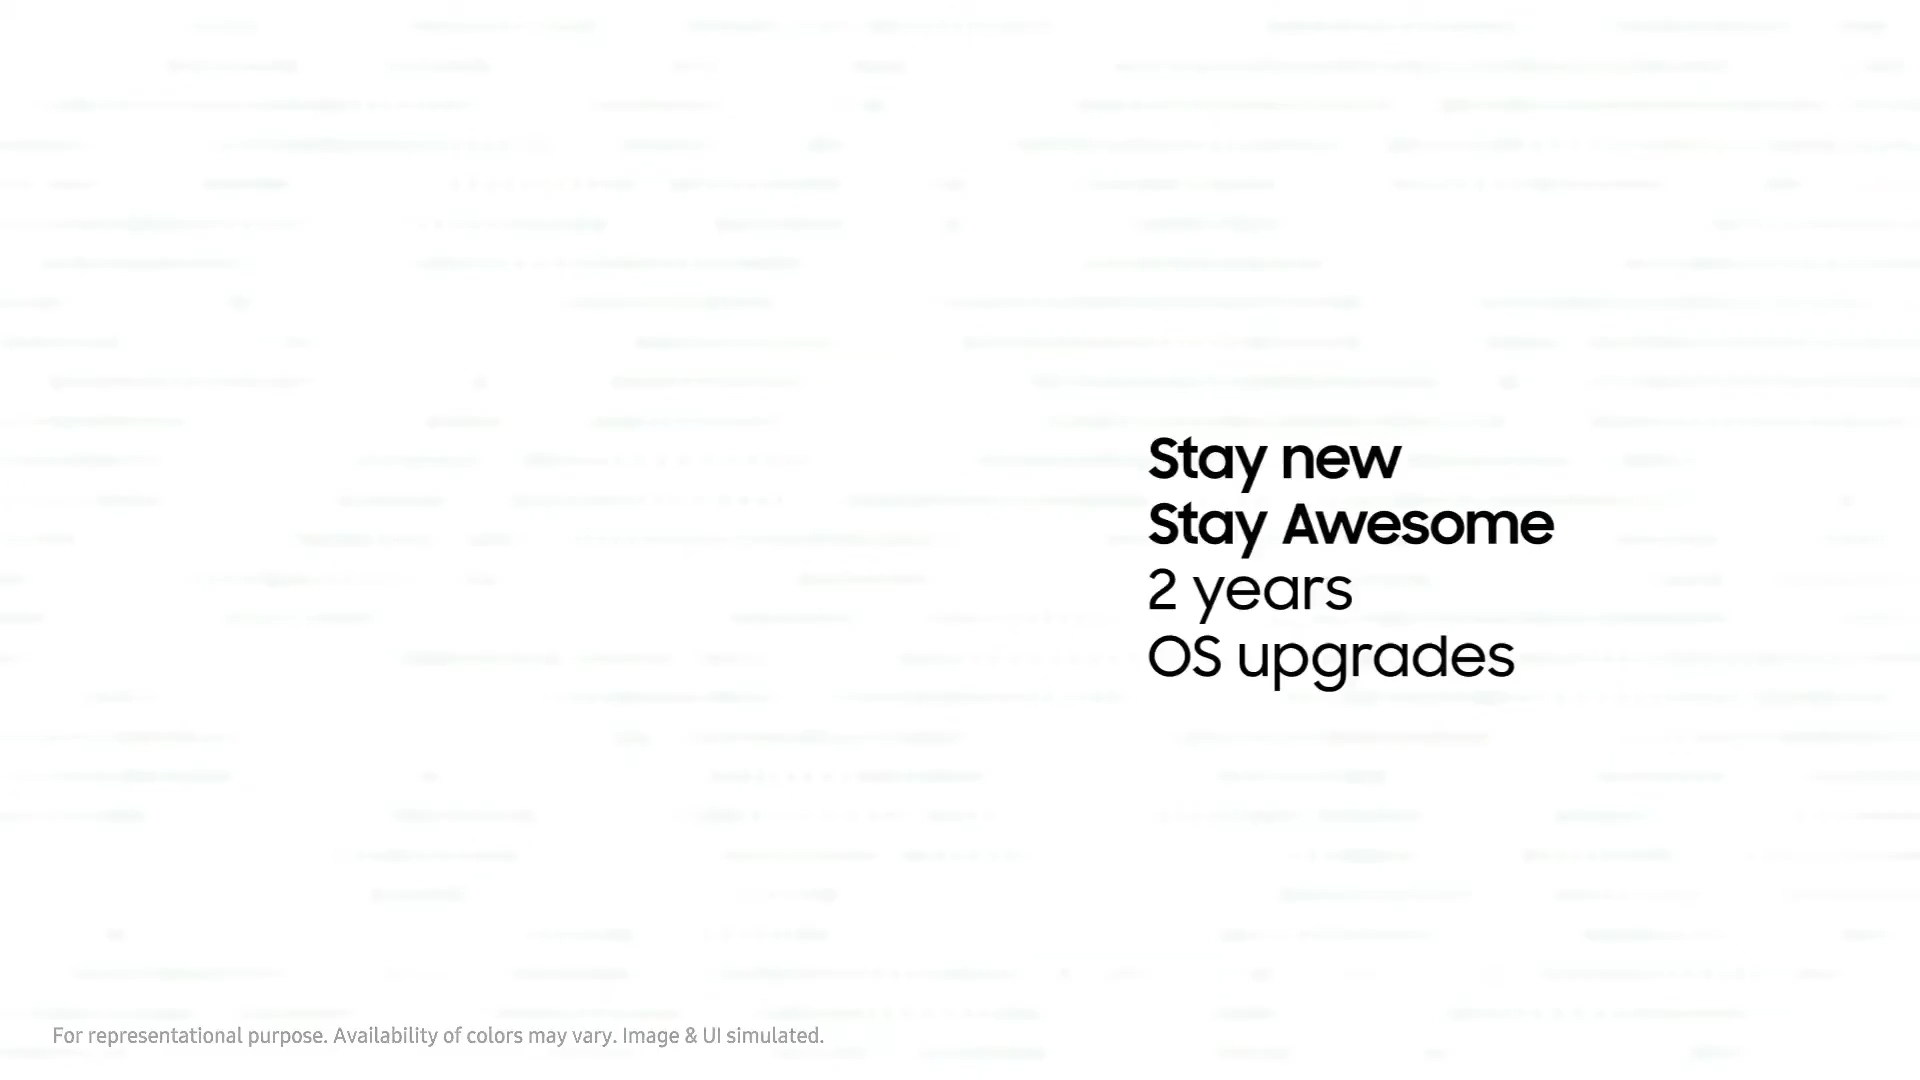 Stay new
Stay Awesome
2 years
OS upgrades
For representational purpose. Availability of colors may vary. Image & UI simulated.